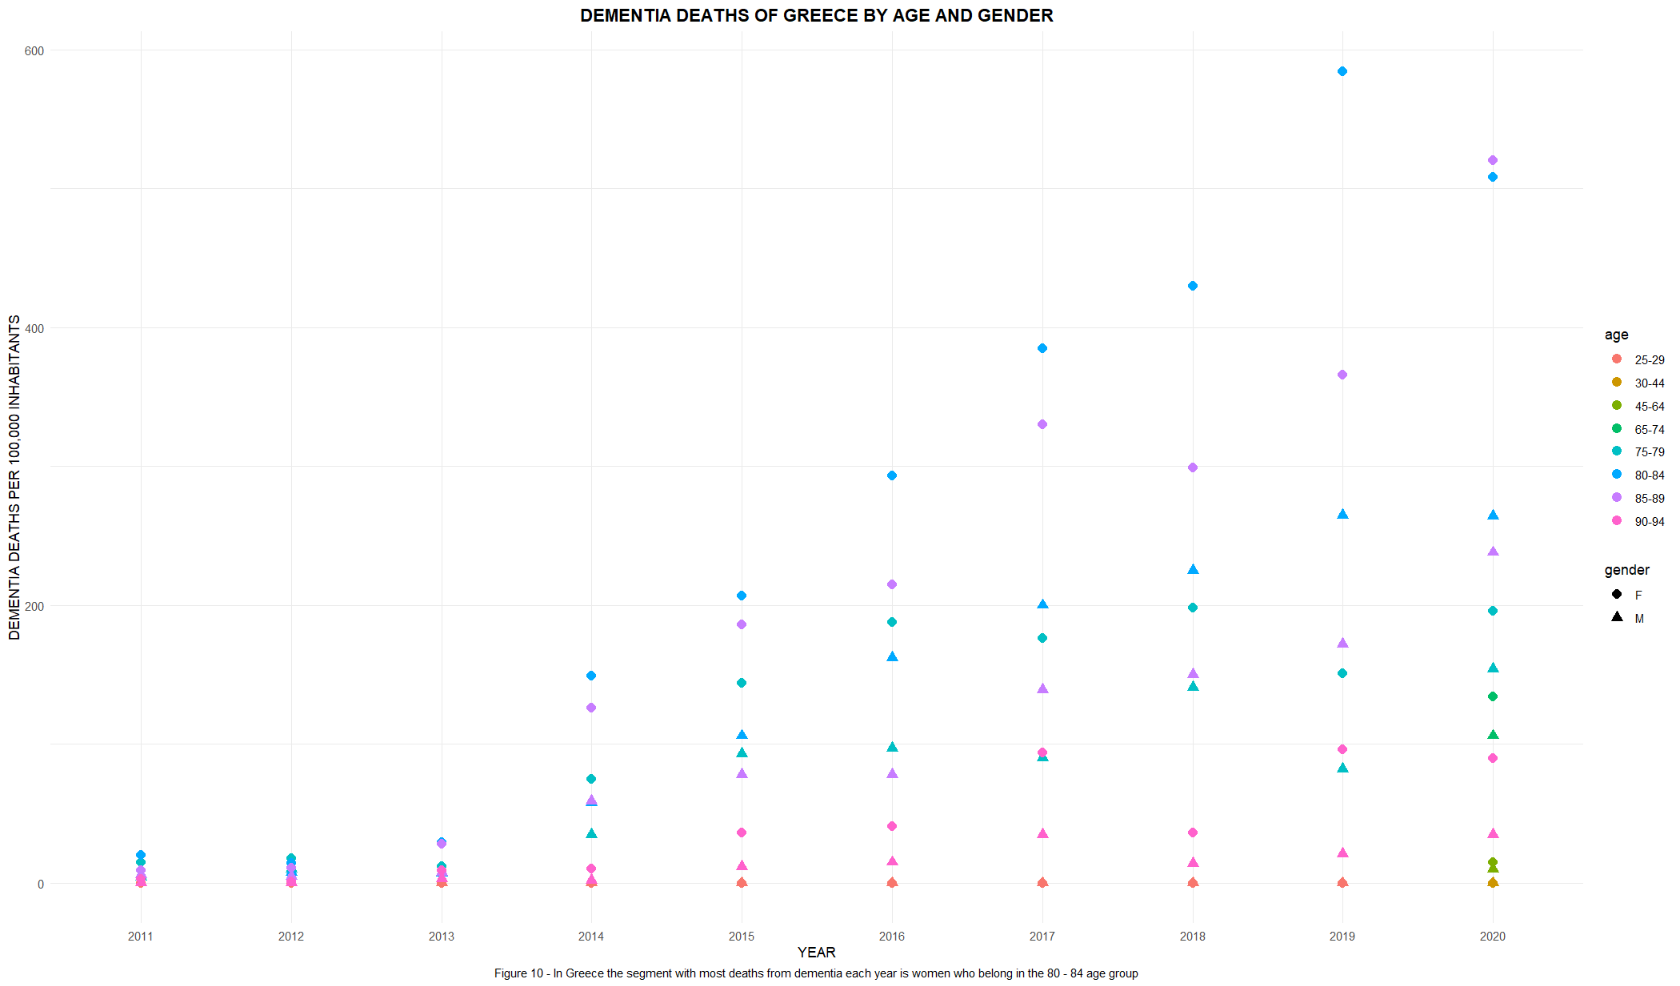 DEMENTIA DEATHS OF GREECE BY AGE AND GENDER
DEMENTIA DEATHS PER 100,000 INHABITANTS
600
400
200
0
2011 2012 2013 2014 2015 2016 2017 2018 2019 2020
YEAR
age
25-29
30-44
45-64
65-74
75-79
80-84
85-89
90-94
gender
F
M
Figure 10 - In Greece the segment with most deaths from dementia each year is women who belong in the 80 - 84 age group